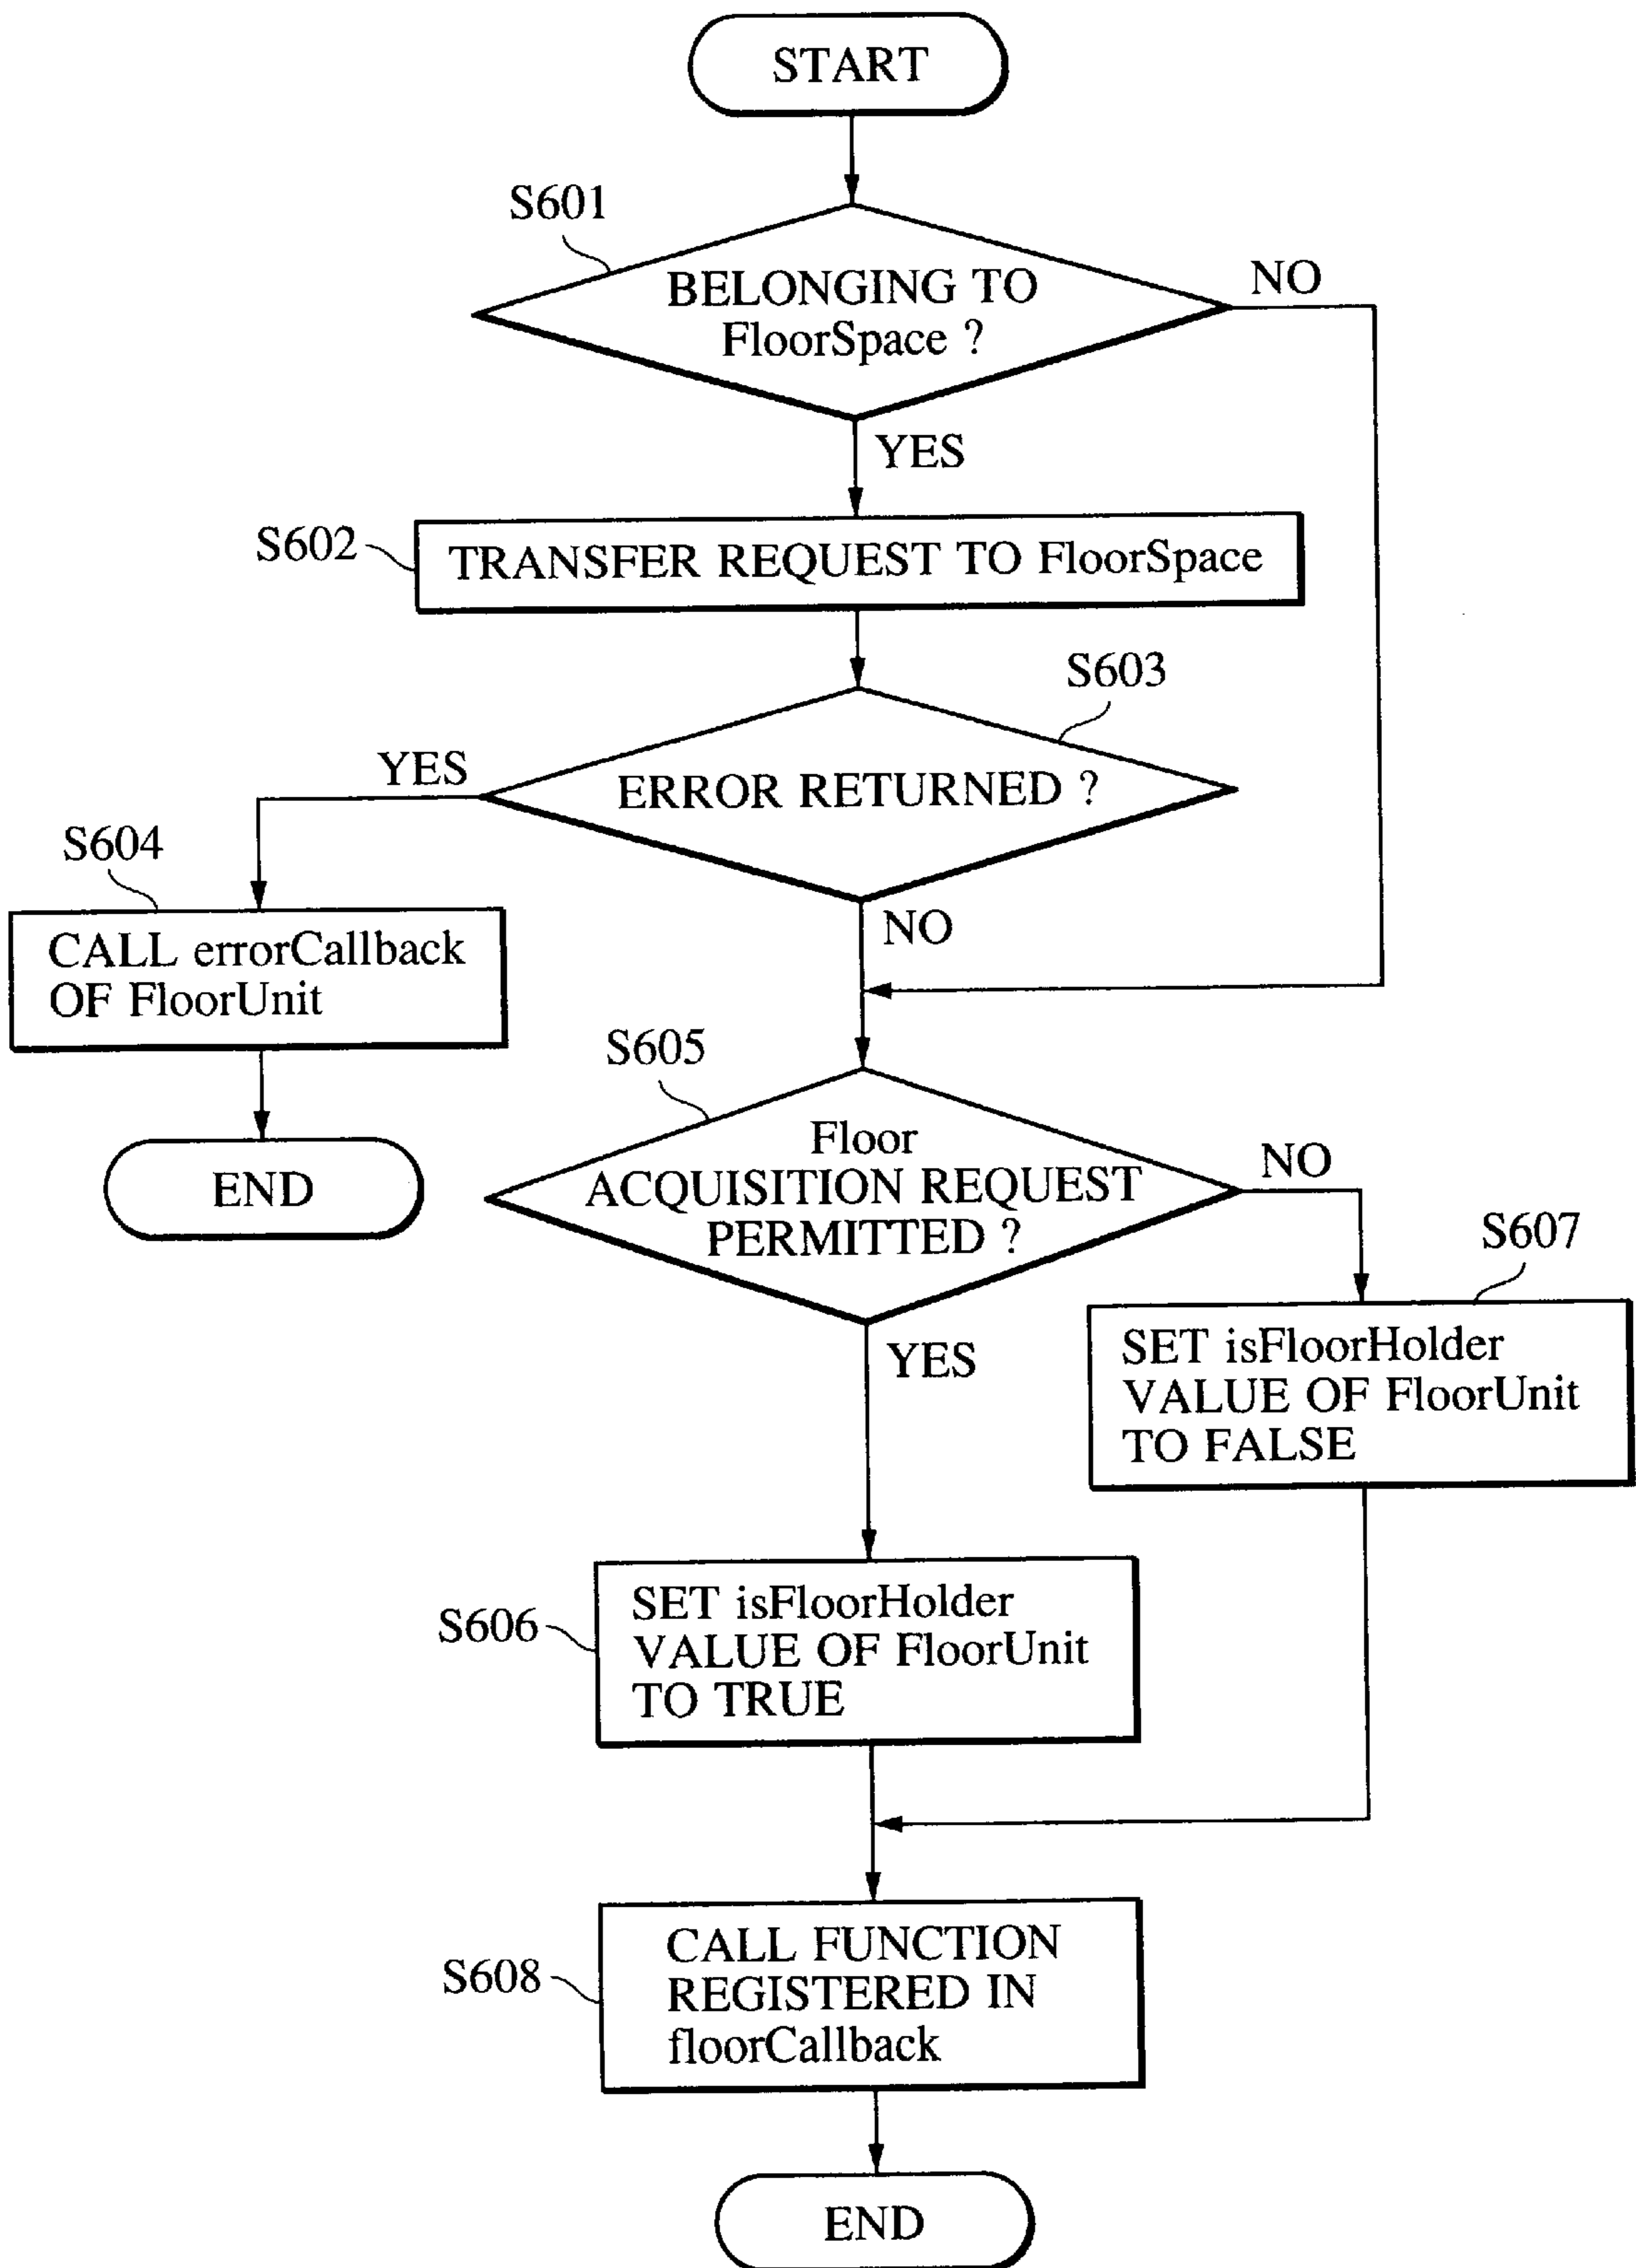 START
S601
BELONGING TO
FloorSpace ?
NO
YES
S602
TRANSFER REQUEST TO FloorSpace
S603
YES
ERROR RETURNED ?
S604
NO
CALL errorCallback
OF FloorUnit
S605
END
Floor
ACQUISITION REQUEST
PERMITTED ?
NO
S607
YES
SET isFloorHolder
VALUE OF FloorUnit
TO FALSE
S606
SET isFloorHolder
VALUE OF FloorUnit
TO TRUE
S608
CALL FUNCTION
REGISTERED IN
floorCallback
END